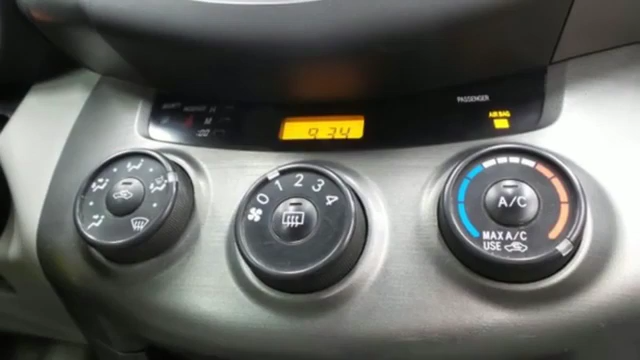 H
M
9:34
PASSENGER
AIR BAG
0 1 2 3 4
A/C
MAX A/C
USE